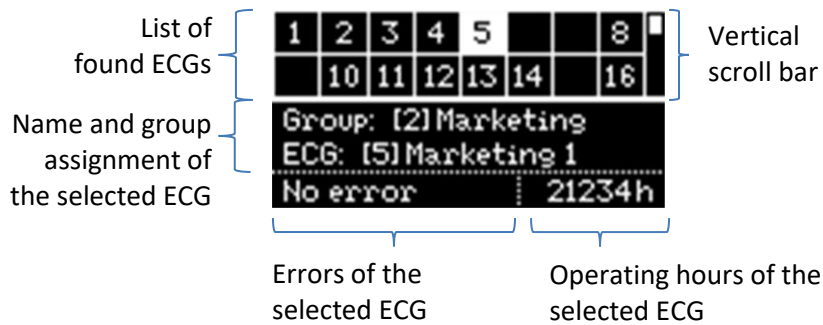 List of
found ECGs
1 2 3 4 5 8
10 11 12 13 14 16
Vertical
scroll bar
Name and group
assignment of
the selected ECG
Group: [2] Marketing
ECG: [5] Marketing 1
No error 21234 h
Errors of the
selected ECG
Operating hours of the
selected ECG